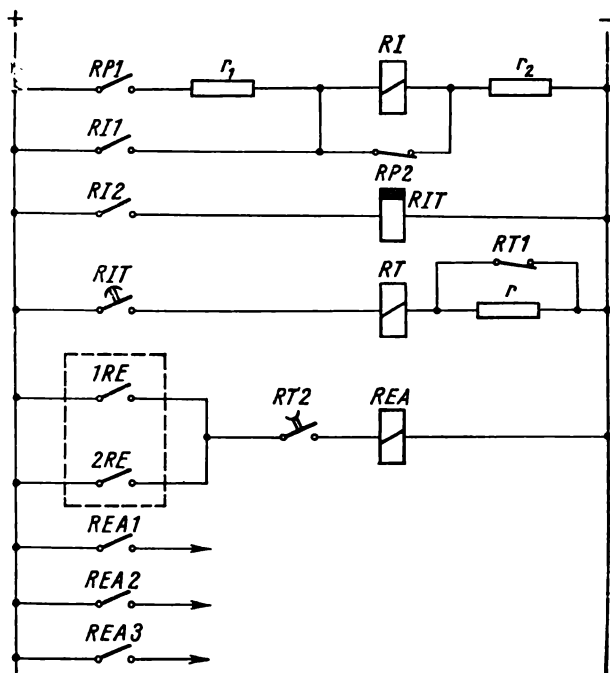 + −
RP1 r₁ RI r₂
RI1
RP2
RI2 RIT
RT1
RIT RT r
1RE RT2 REA
2RE
REA1
REA2
REA3